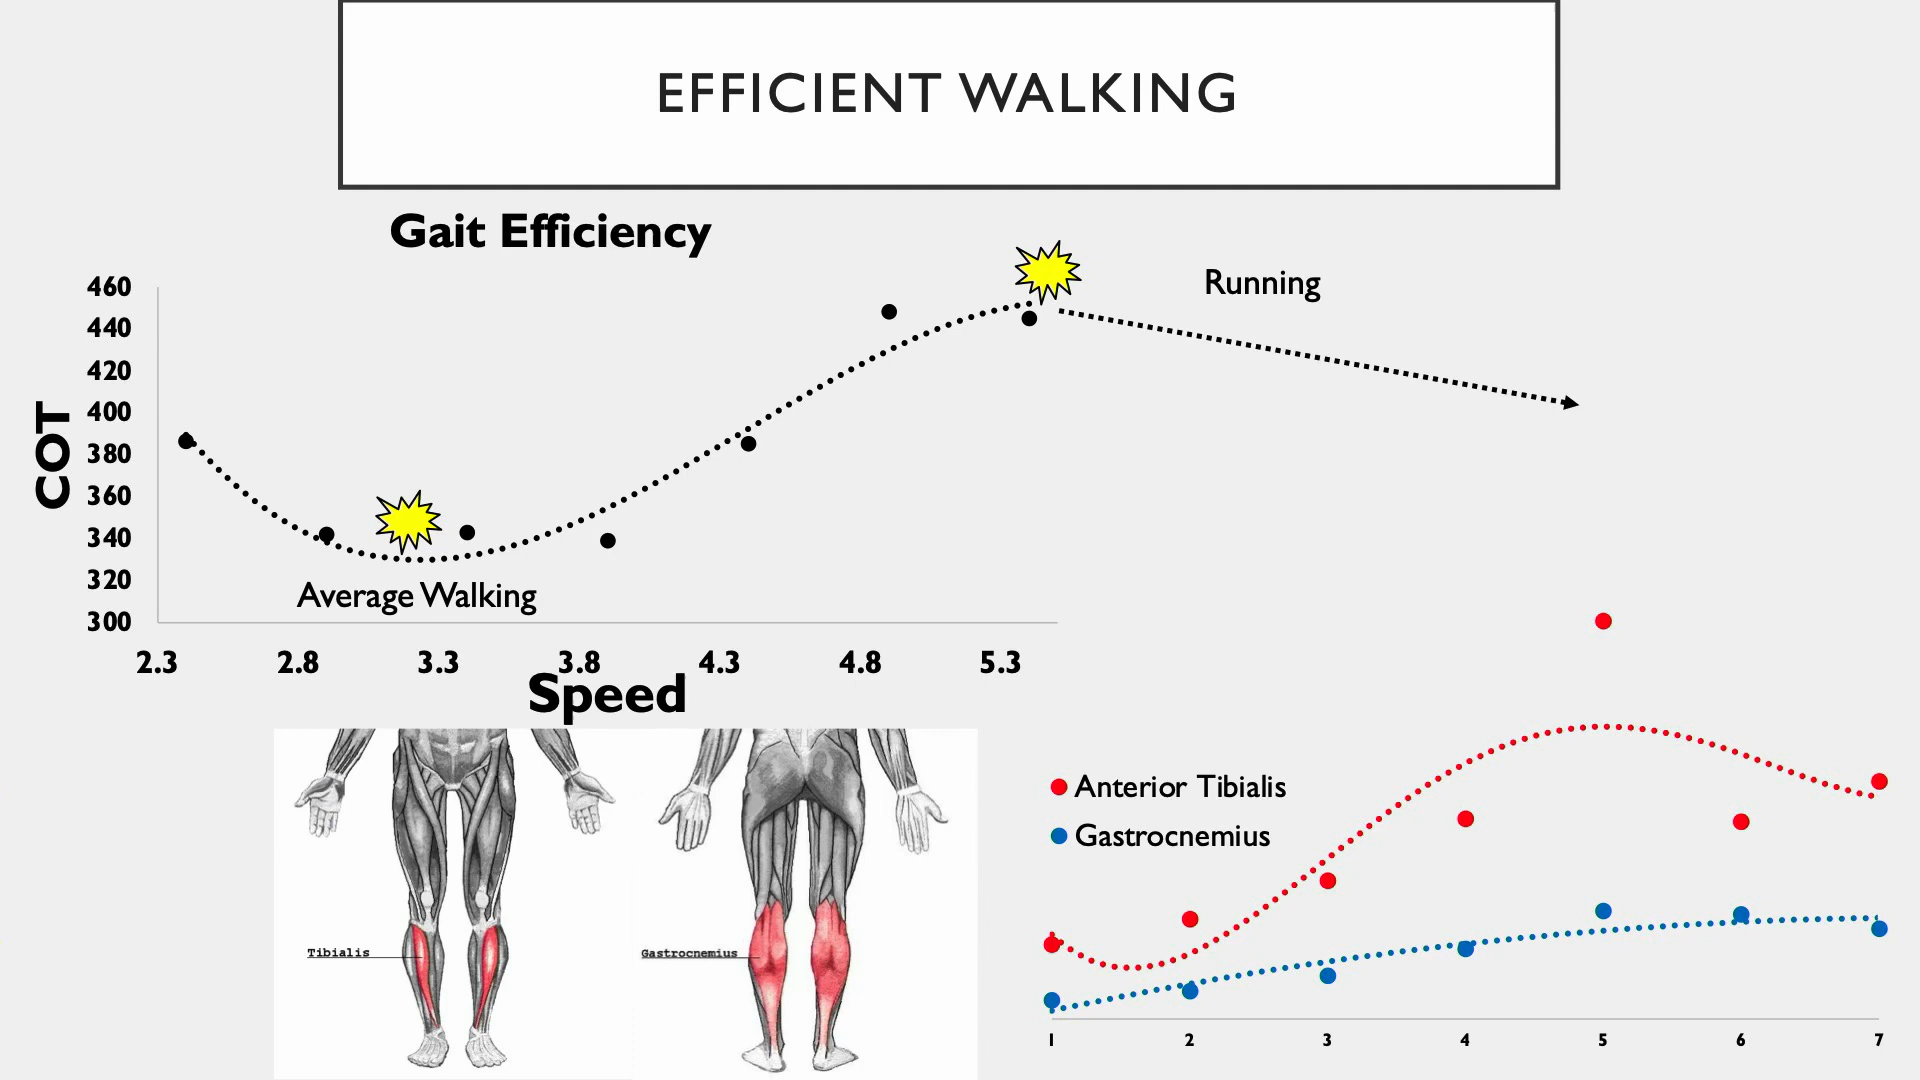 EFFICIENT WALKING
Gait Efficiency
Running
460
440
420
400
380
360
340
320
300
COT
Average Walking
2.3 2.8 3.3 3.8 4.3 4.8 5.3
Speed
Tibialis
Gastrocnemius
Anterior Tibialis
Gastrocnemius
1 2 3 4 5 6 7